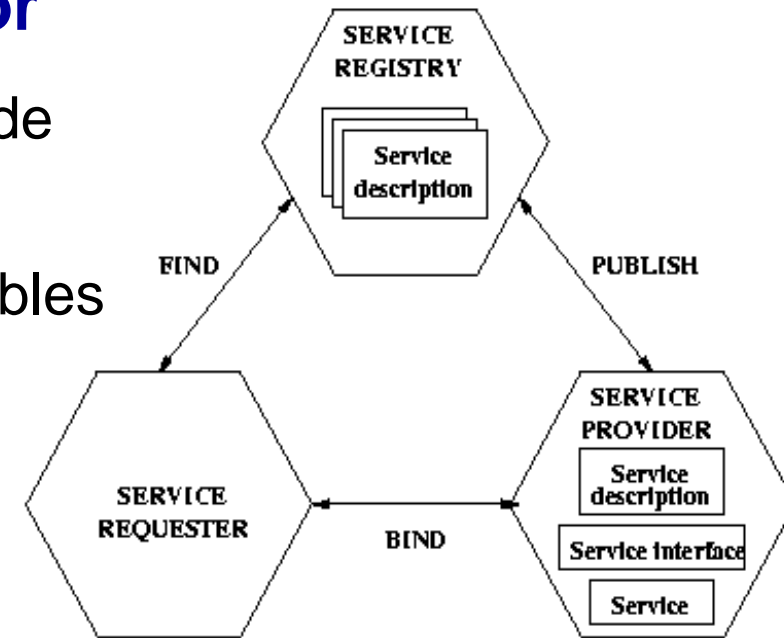 or
de
bles
SERVICE
REGISTRY
Service
description
FIND
PUBLISH
SERVICE
REQUESTER
BIND
SERVICE
PROVIDER
Service
description
Service interface
Service